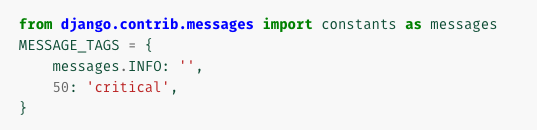 from django.contrib.messages import constants as messages
MESSAGE_TAGS = {
    messages.INFO: '',
    50: 'critical',
}